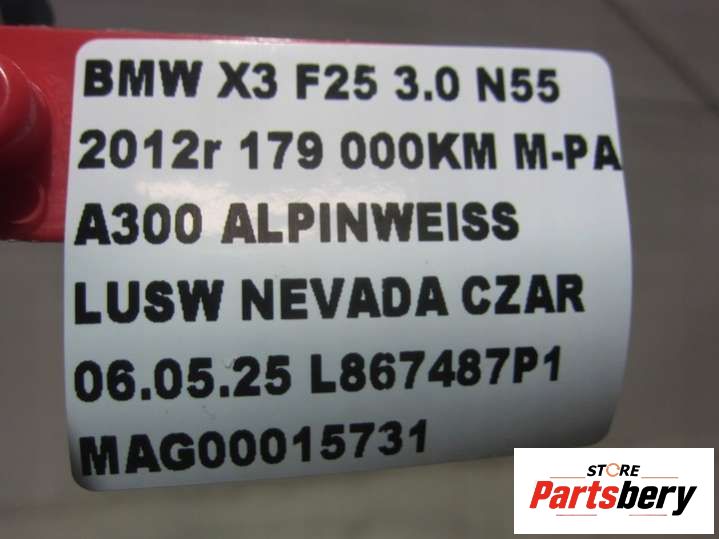 BMW X3 F25 3.0 N55
2012r 179 000KM M-PA
A300 ALPINWEISS
LUSW NEVADA CZAR
06.05.25 L867487P1
MAG00015731
STORE
Partsbery